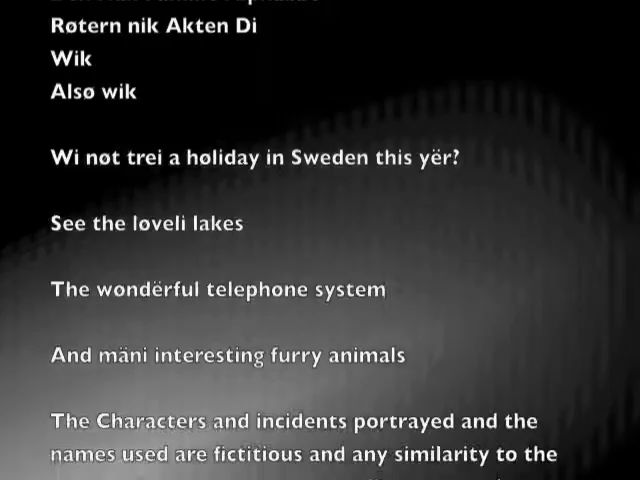 Røtern nik Akten Di
Wik
Alsø wik
Wi nøt trei a høliday in Sweden this yër?
See the løveli lakes
The wondërful telephøne system
And mäni interesting furry animals
The Characters and incidents portrayed and the
names used are fictitious and any similarity to the